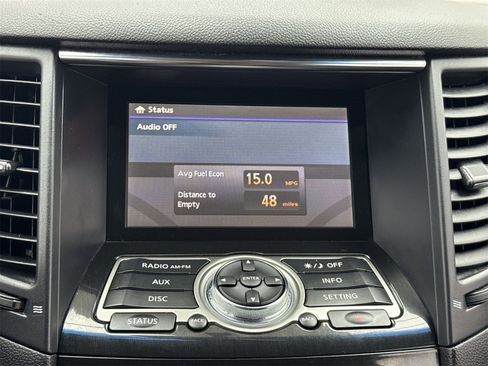 Status
Audio OFF
Avg Fuel Econ 15.0 MPG
Distance to
Empty 48 miles
RADIO AM•FM
OFF
AUX
ENTER
INFO
DISC
SETTING
STATUS
BACK
BACK